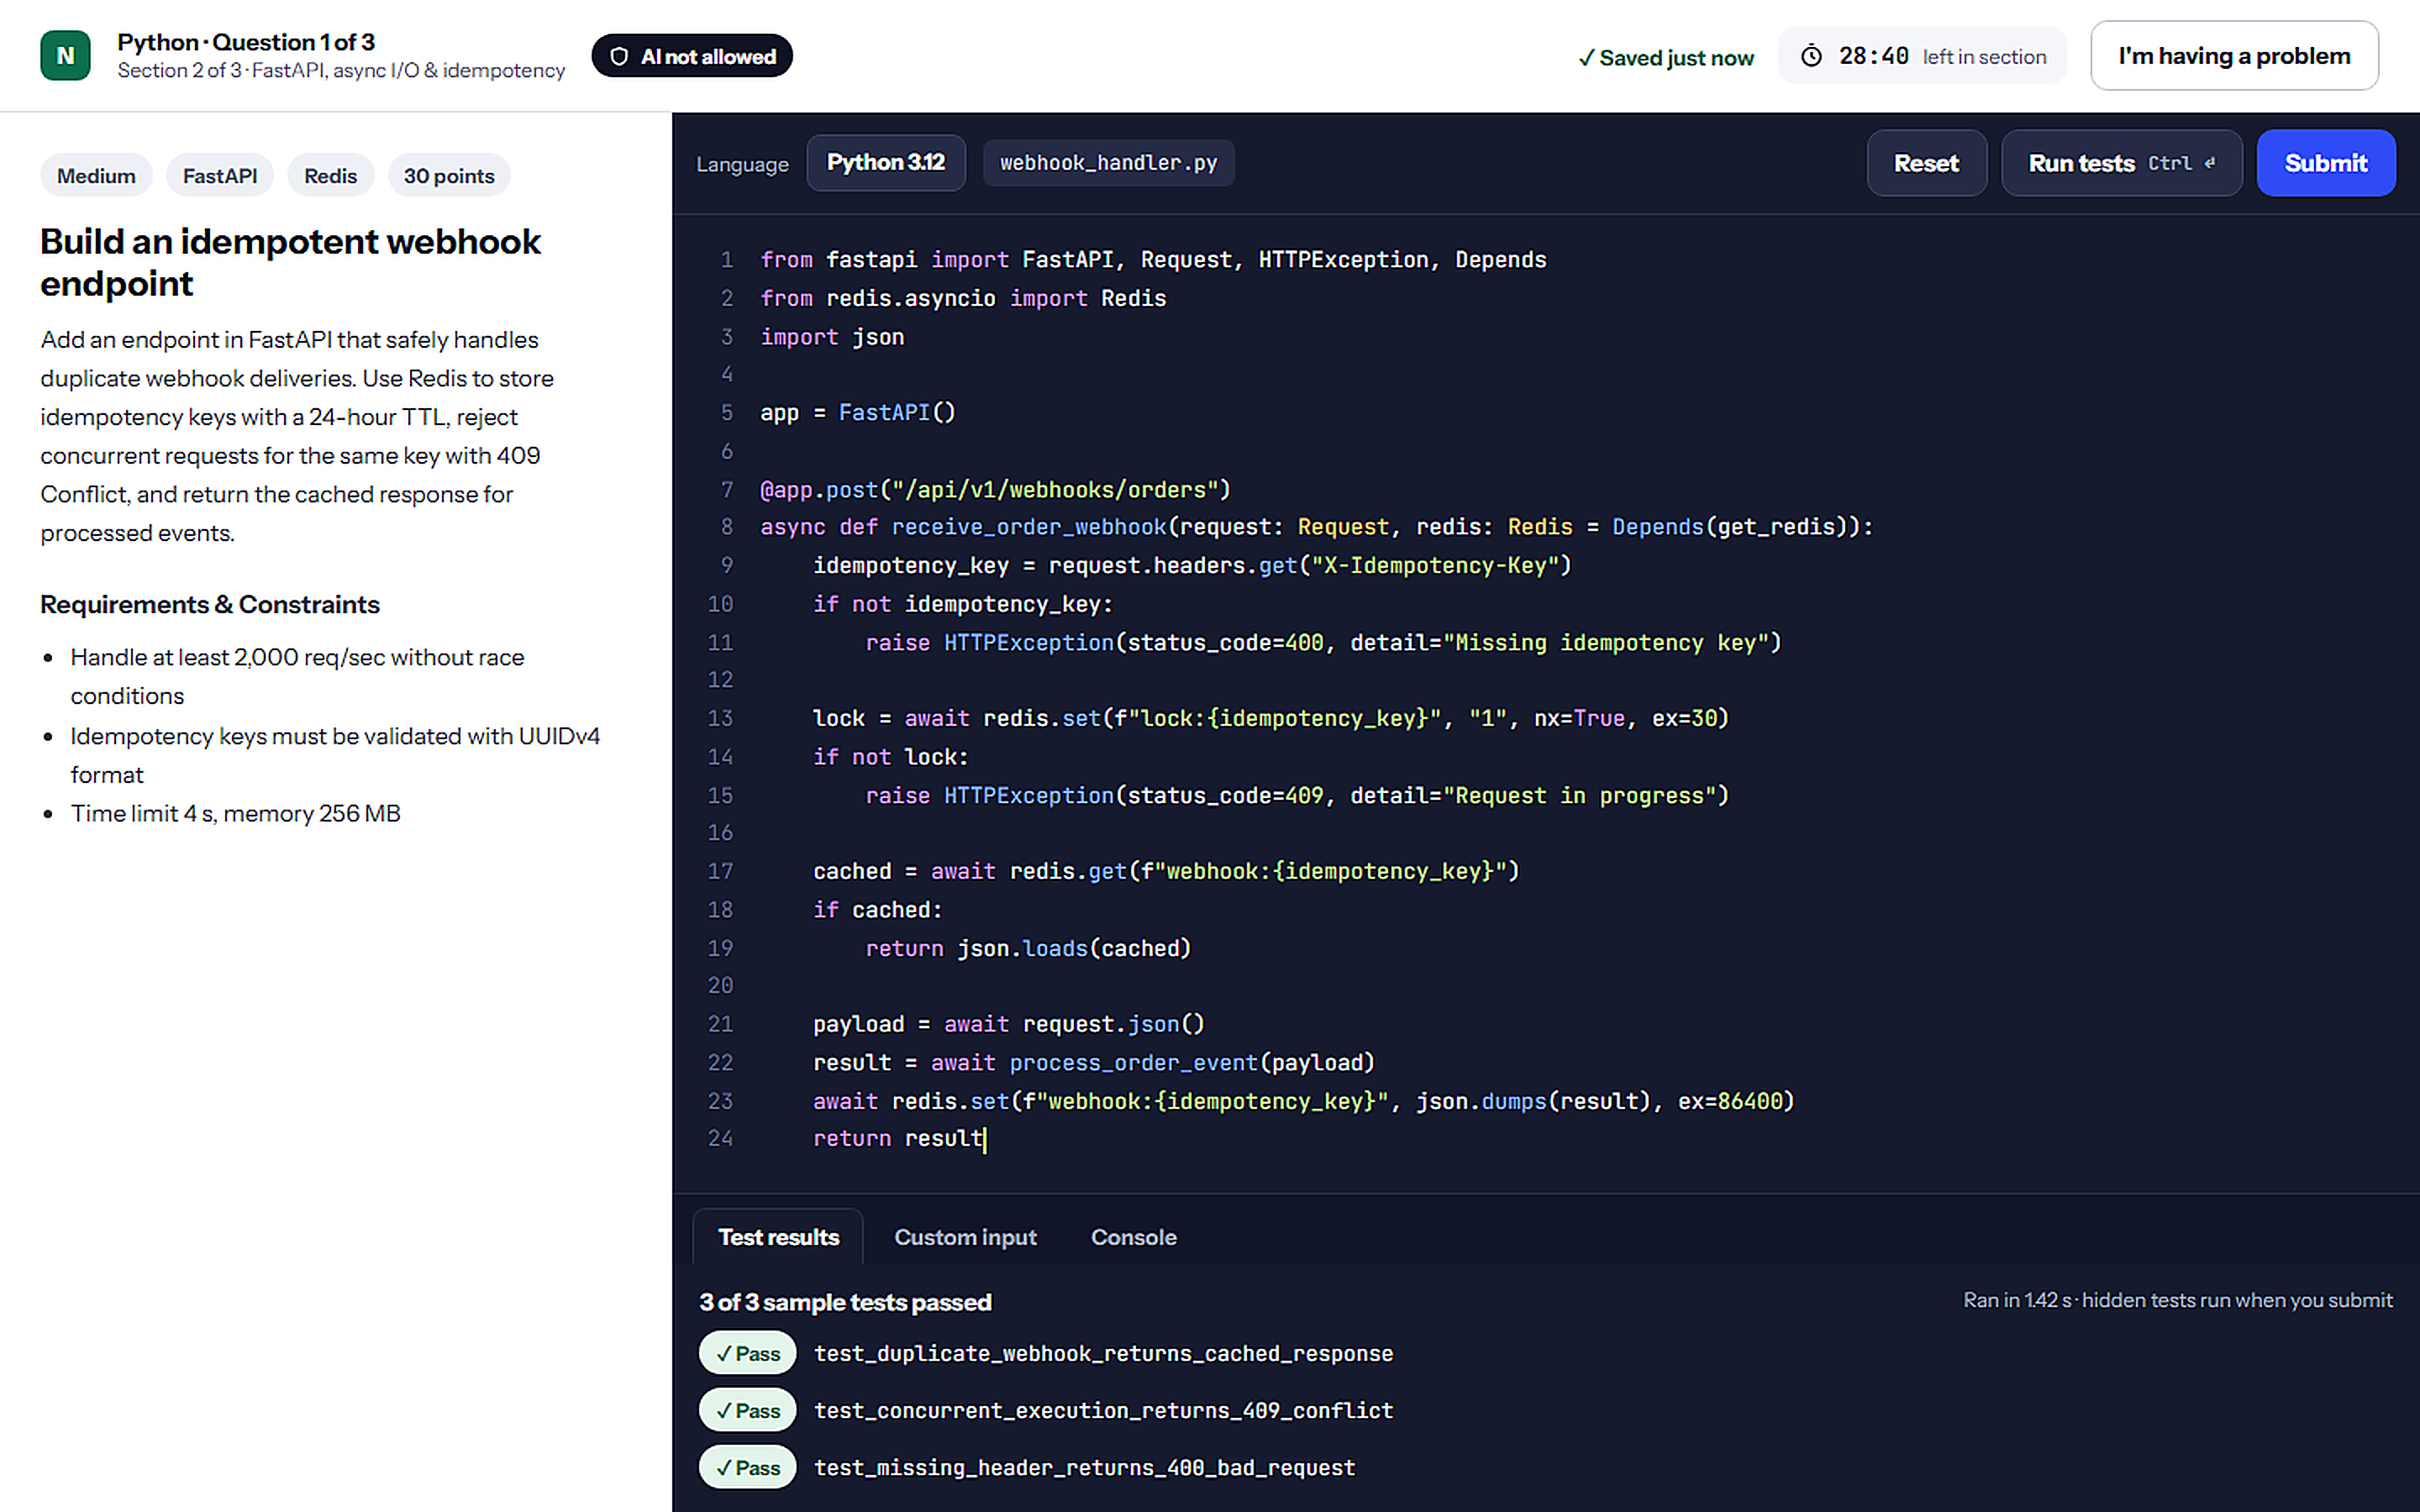 N
Python · Question 1 of 3
Section 2 of 3 · FastAPI, async I/O & idempotency
AI not allowed
✓ Saved just now
28:40 left in section
I'm having a problem
Medium
FastAPI
Redis
30 points
Build an idempotent webhook
endpoint
Add an endpoint in FastAPI that safely handles
duplicate webhook deliveries. Use Redis to store
idempotency keys with a 24-hour TTL, reject
concurrent requests for the same key with 409
Conflict, and return the cached response for
processed events.
Requirements & Constraints
• Handle at least 2,000 req/sec without race
conditions
• Idempotency keys must be validated with UUIDv4
format
• Time limit 4 s, memory 256 MB
Language
Python 3.12
webhook_handler.py
Reset
Run tests Ctrl ⏎
Submit
1 from fastapi import FastAPI, Request, HTTPException, Depends
2 from redis.asyncio import Redis
3 import json
4
5 app = FastAPI()
6
7 @app.post("/api/v1/webhooks/orders")
8 async def receive_order_webhook(request: Request, redis: Redis = Depends(get_redis)):
9     idempotency_key = request.headers.get("X-Idempotency-Key")
10     if not idempotency_key:
11         raise HTTPException(status_code=400, detail="Missing idempotency key")
12
13     lock = await redis.set(f"lock:{idempotency_key}", "1", nx=True, ex=30)
14     if not lock:
15         raise HTTPException(status_code=409, detail="Request in progress")
16
17     cached = await redis.get(f"webhook:{idempotency_key}")
18     if cached:
19         return json.loads(cached)
20
21     payload = await request.json()
22     result = await process_order_event(payload)
23     await redis.set(f"webhook:{idempotency_key}", json.dumps(result), ex=86400)
24     return result
Test results
Custom input
Console
3 of 3 sample tests passed
Ran in 1.42 s · hidden tests run when you submit
✓ Pass test_duplicate_webhook_returns_cached_response
✓ Pass test_concurrent_execution_returns_409_conflict
✓ Pass test_missing_header_returns_400_bad_request